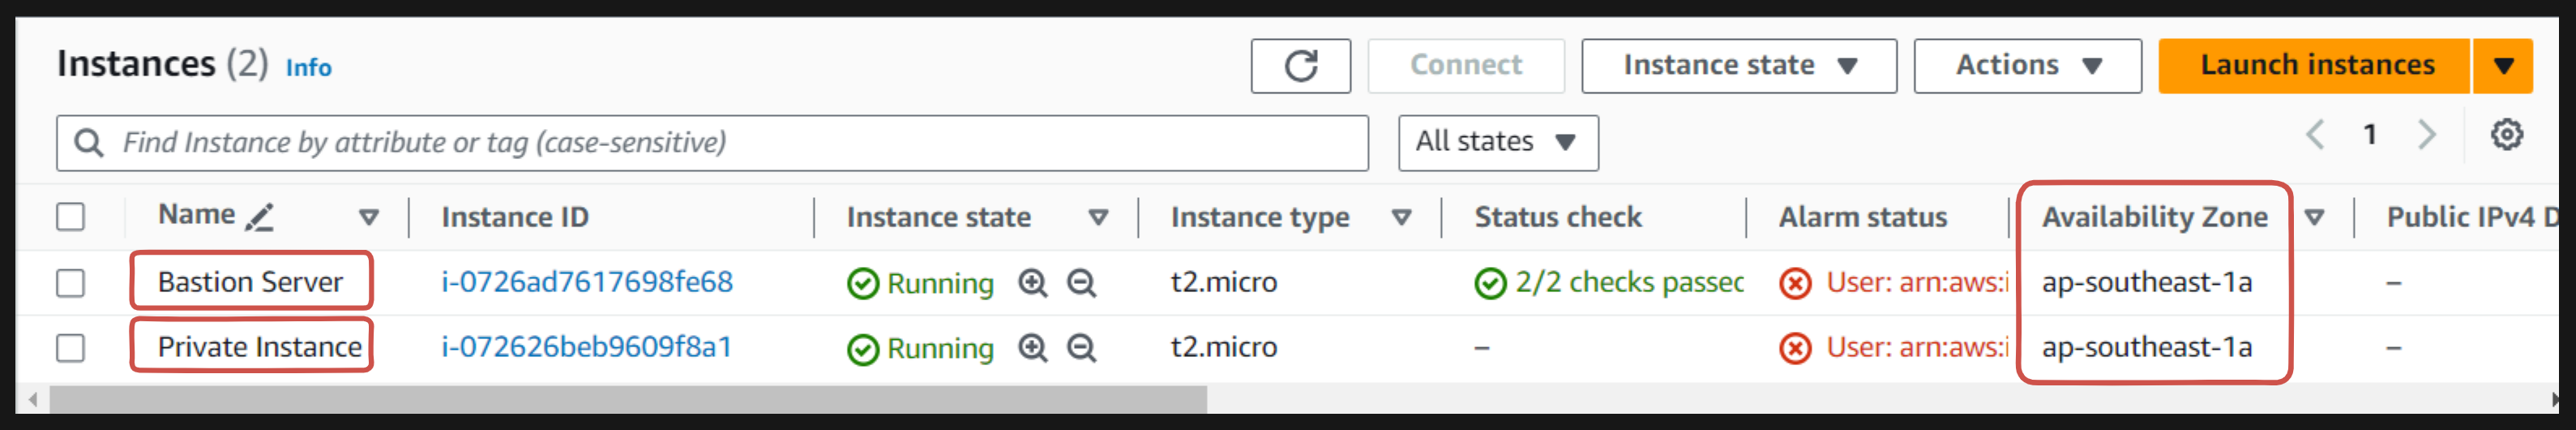 Instances (2) Info
Connect
Instance state
Actions
Launch instances
Find Instance by attribute or tag (case-sensitive)
All states
1
Name Instance ID Instance state Instance type Status check Alarm status Availability Zone Public IPv4 D
Bastion Server i-0726ad7617698fe68 Running t2.micro 2/2 checks passec User: arn:aws:i ap-southeast-1a –
Private Instance i-072626beb9609f8a1 Running t2.micro – User: arn:aws:i ap-southeast-1a –